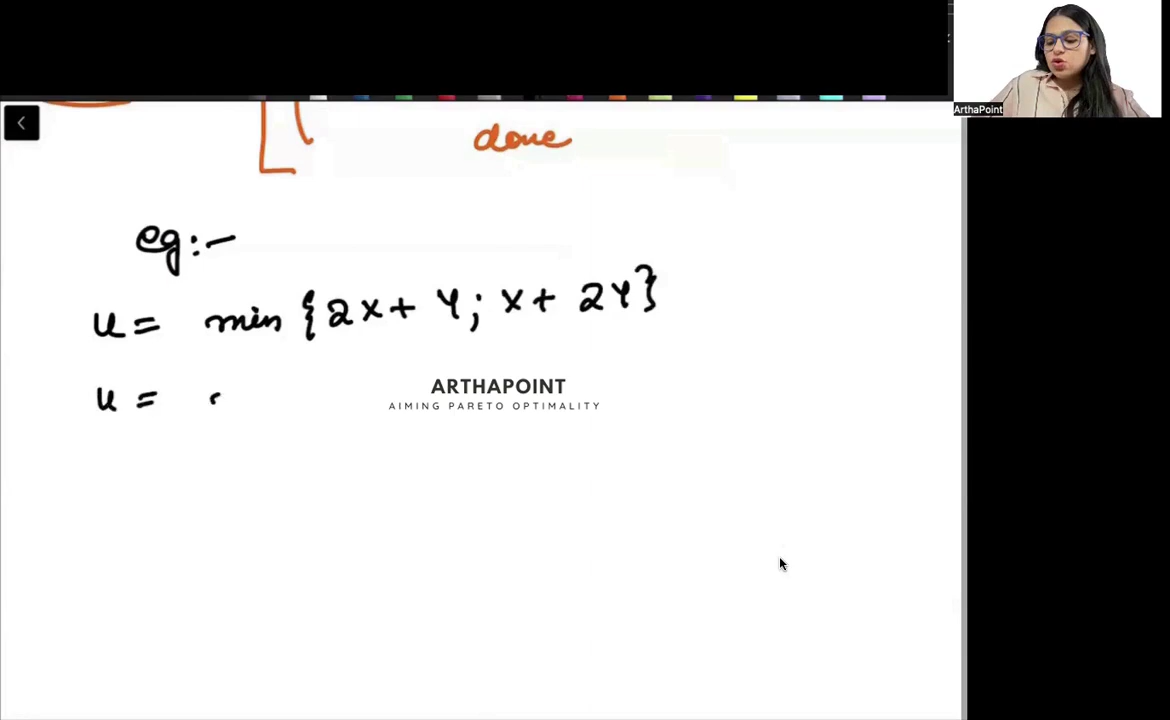 ArthaPoint
done
eg:-
u = min {2x + y; x + 2y}
ARTHAPOINT
u =
AIMING PARETO OPTIMALITY